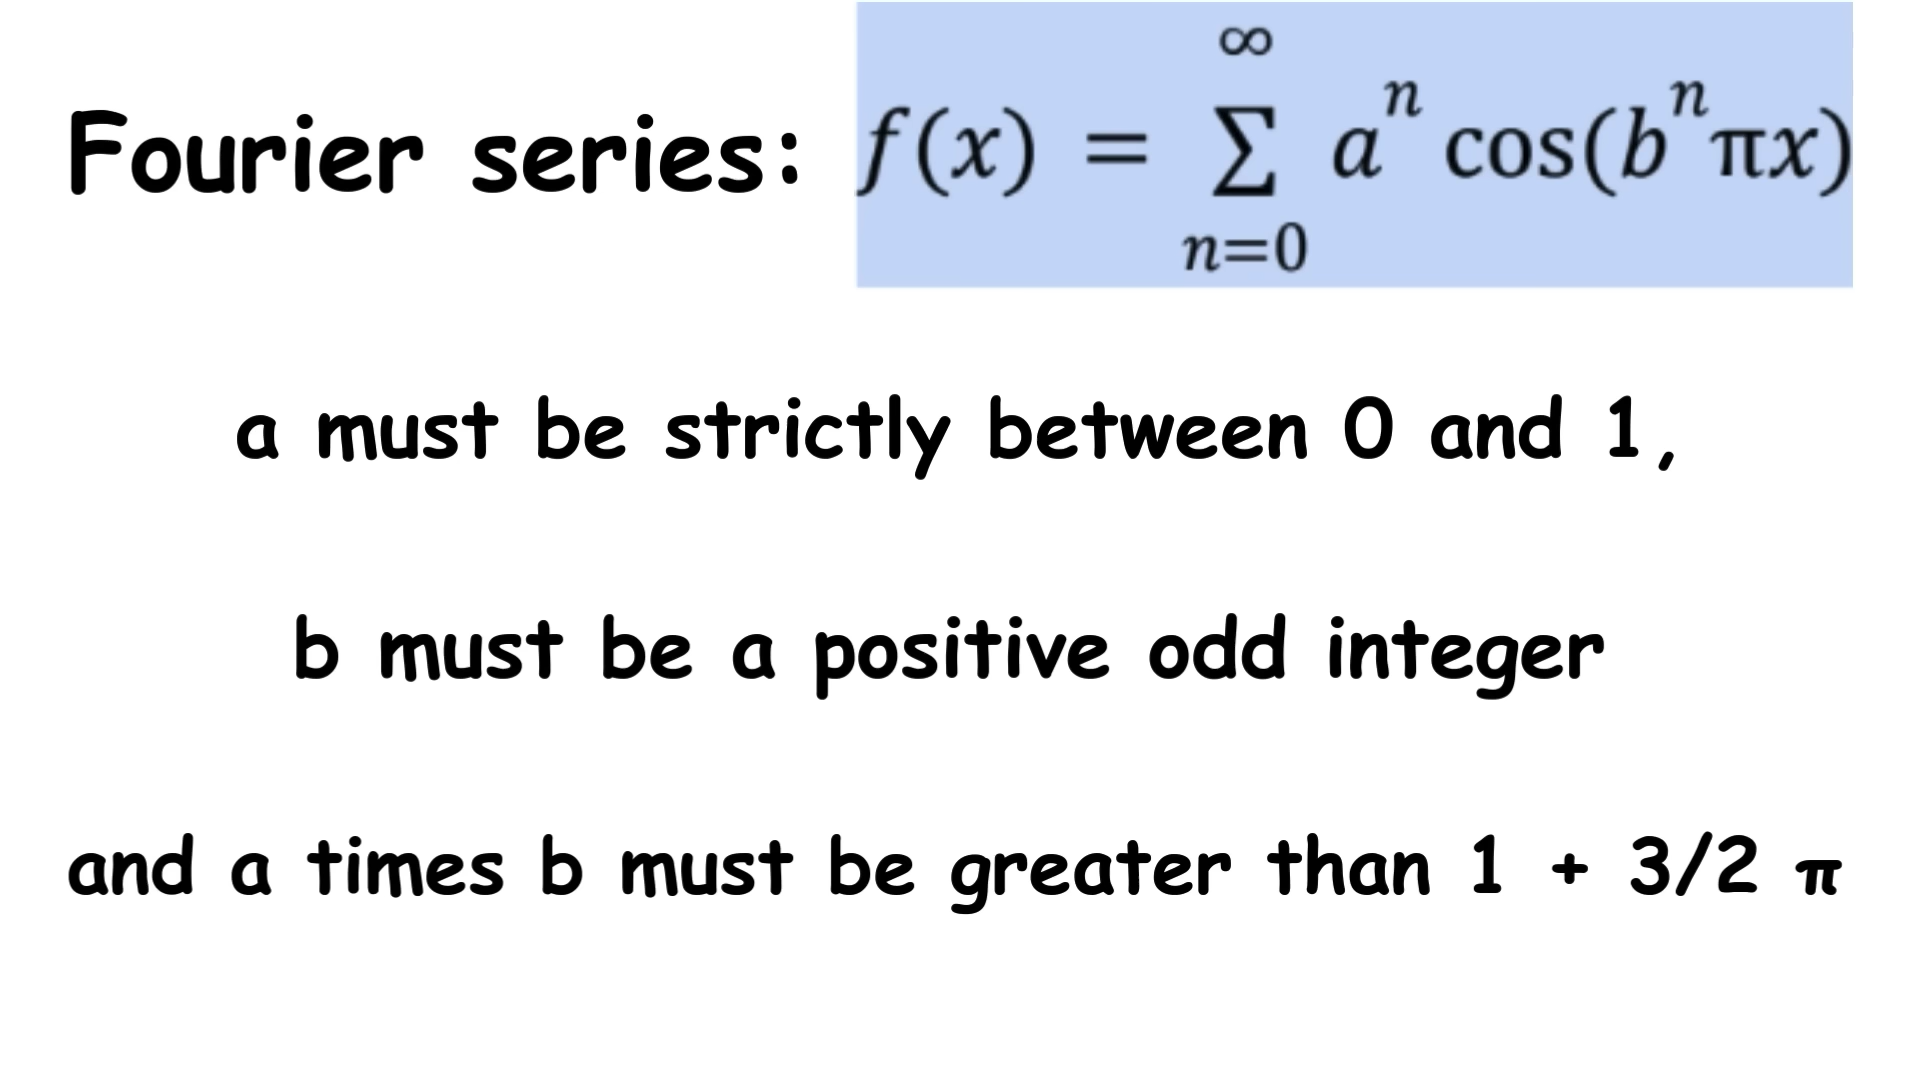 Fourier series: f(x) = ∑_{n=0}^{∞} a^n cos(b^n πx)
a must be strictly between 0 and 1,
b must be a positive odd integer
and a times b must be greater than 1 + 3/2 π